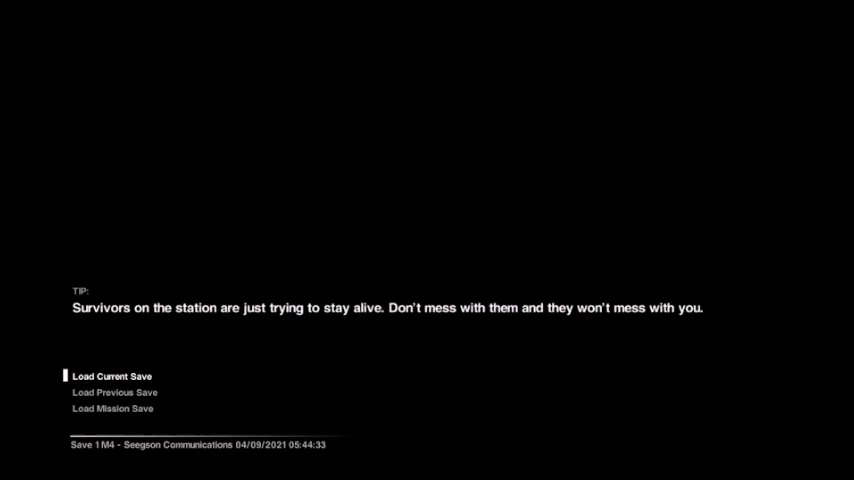 TIP:
Survivors on the station are just trying to stay alive. Don't mess with them and they won't mess with you.
Load Current Save
Load Previous Save
Load Mission Save
Save 1 M4 - Seegson Communications 04/09/2021 05:44:33